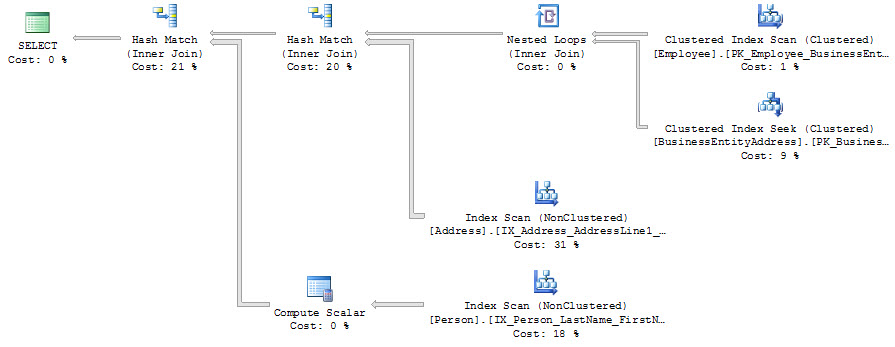 SELECT
Cost: 0 %
Hash Match
(Inner Join)
Cost: 21 %
Hash Match
(Inner Join)
Cost: 20 %
Nested Loops
(Inner Join)
Cost: 0 %
Clustered Index Scan (Clustered)
[Employee].[PK_Employee_BusinessEnt…
Cost: 1 %
Clustered Index Seek (Clustered)
[BusinessEntityAddress].[PK_Busines…
Cost: 9 %
Index Scan (NonClustered)
[Address].[IX_Address_AddressLine1_…
Cost: 31 %
Compute Scalar
Cost: 0 %
Index Scan (NonClustered)
[Person].[IX_Person_LastName_FirstN…
Cost: 18 %